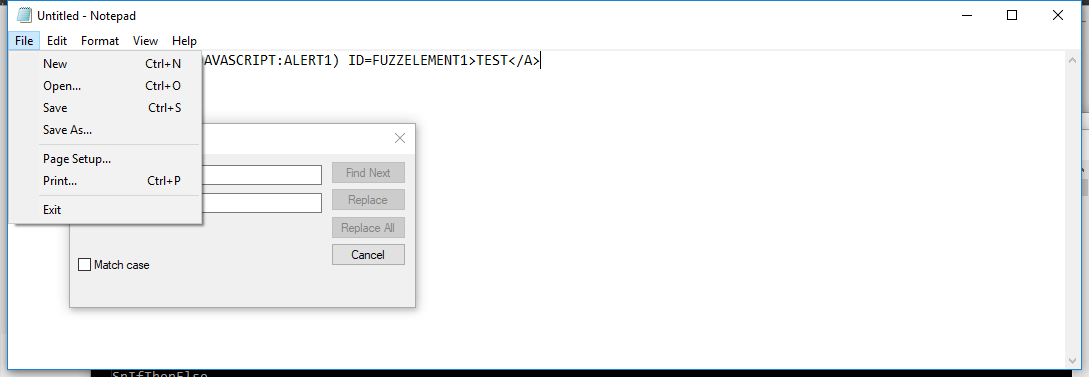 Untitled - Notepad
File Edit Format View Help
AVASCRIPT:ALERT1) ID=FUZZELEMENT1>TEST</A>
New Ctrl+N
Open... Ctrl+O
Save Ctrl+S
Save As...
Page Setup...
Print... Ctrl+P
Exit
Find Next
Replace
Replace All
Cancel
Match case
SnIfThenElse